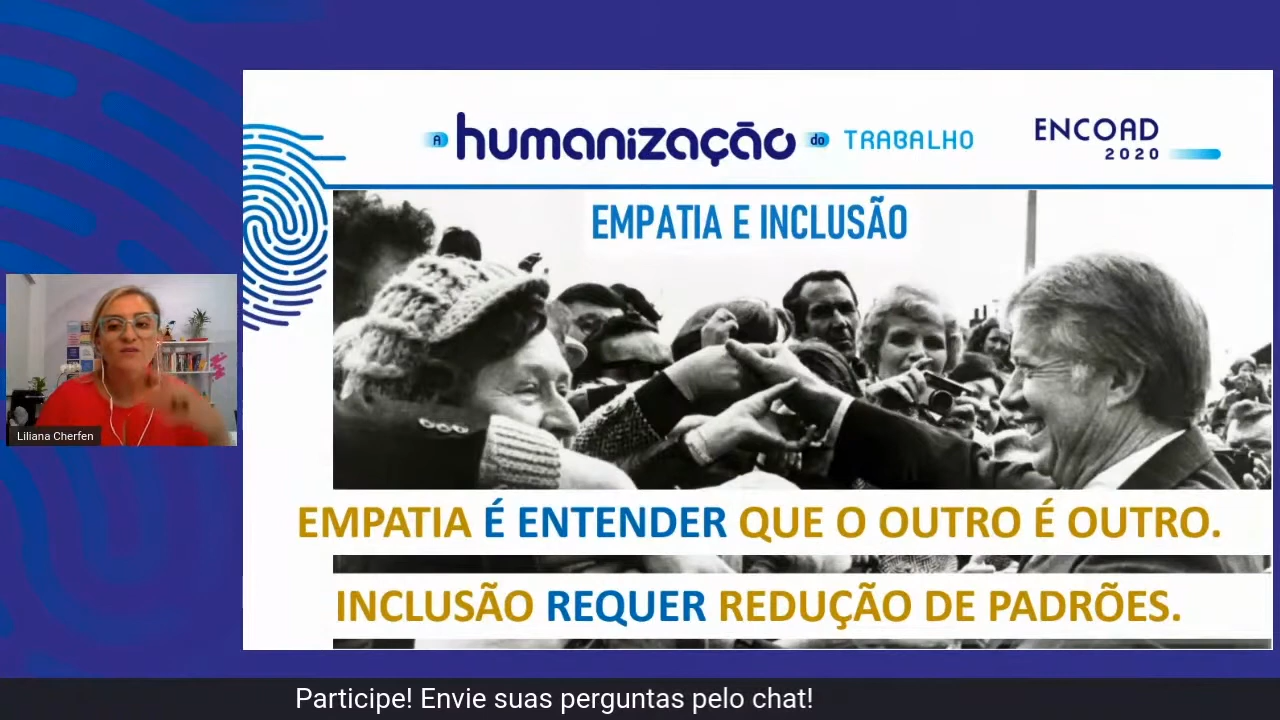 A humanização do TRABALHO
ENCOAD
2020
EMPATIA E INCLUSÃO
Liliana Cherfen
EMPATIA É ENTENDER QUE O OUTRO É OUTRO.
INCLUSÃO REQUER REDUÇÃO DE PADRÕES.
Participe! Envie suas perguntas pelo chat!